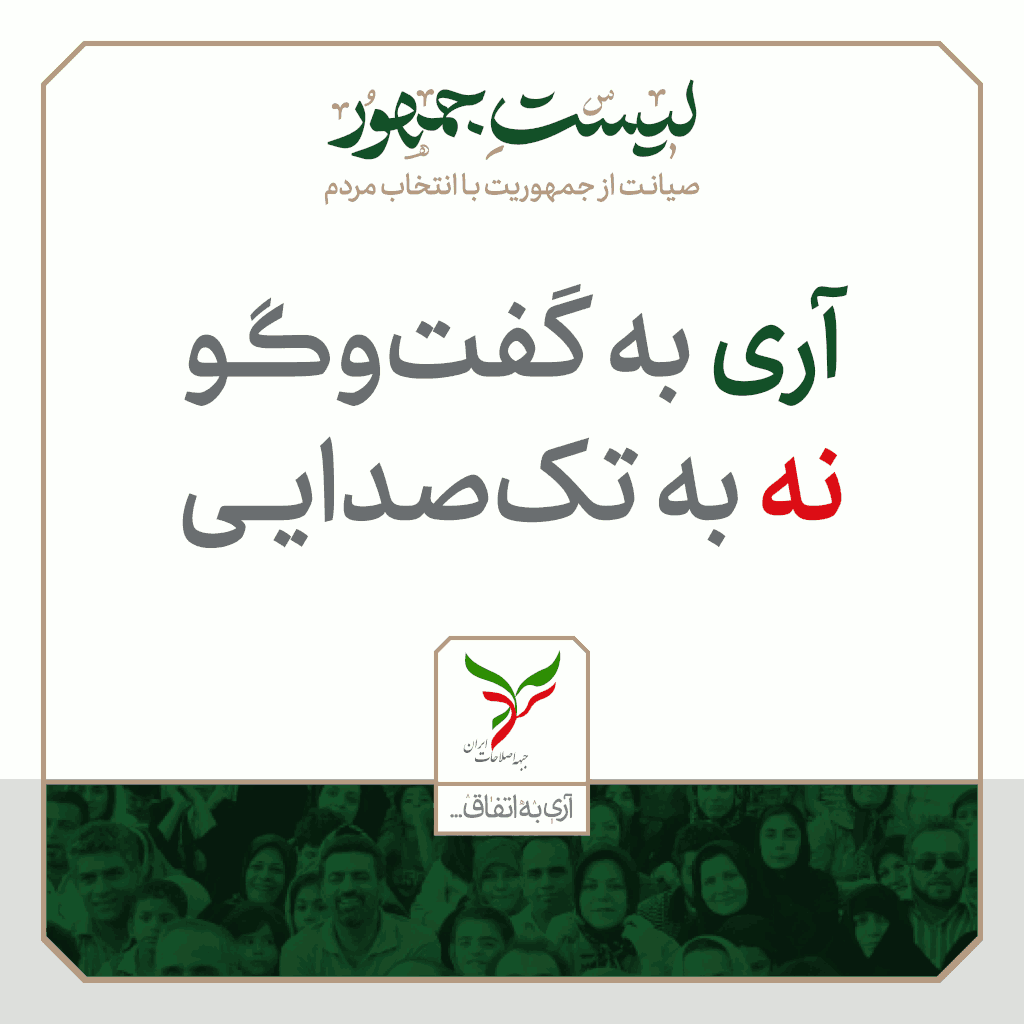 لیستِ جمهور
صیانت از جمهوریت با انتخاب مردم
آری به گفت‌وگو
نه به تک‌صدایی
جبهه اصلاحات ایران
آری به اتفاق...